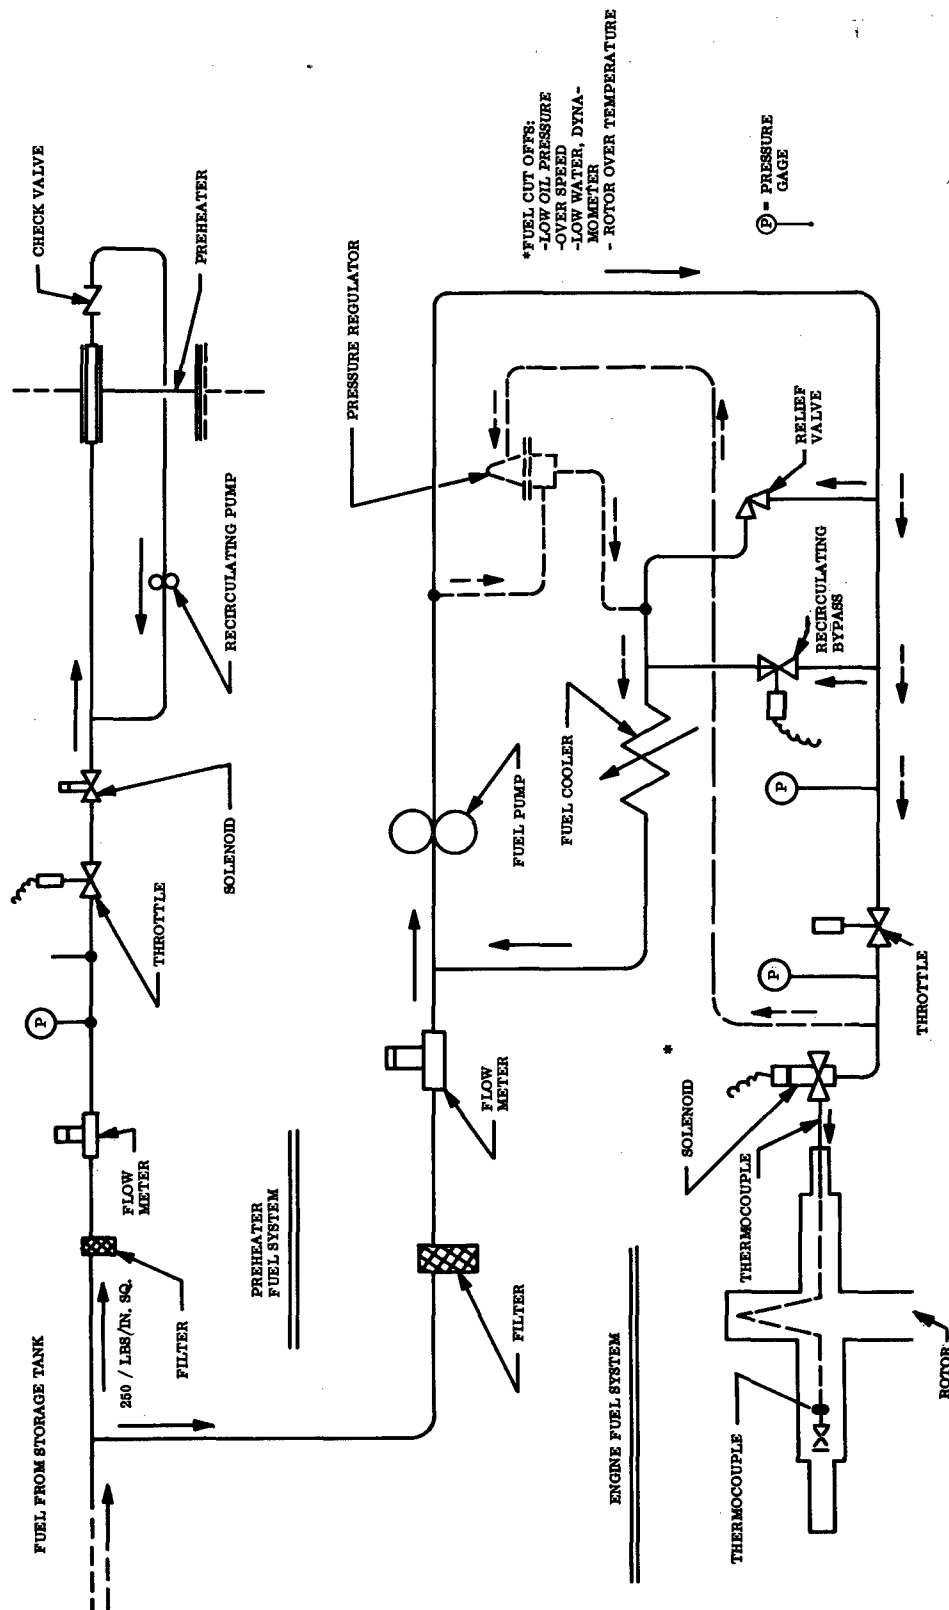 FUEL FROM STORAGE TANK
250 / LBS/IN. SQ.
FILTER
FLOW
METER
P
THROTTLE
SOLENOID
RECIRCULATING PUMP
PREHEATER
CHECK VALVE
PREHEATER
FUEL SYSTEM
FILTER
FLOW
METER
FUEL PUMP
FUEL COOLER
PRESSURE REGULATOR
*FUEL CUT OFFS:
-LOW OIL PRESSURE
-OVER SPEED
-LOW WATER, DYNA-
MOMETER
- ROTOR OVER TEMPERATURE
P = PRESSURE
GAGE
RELIEF
VALVE
RECIRCULATING
BYPASS
P
P
THROTTLE
*
SOLENOID
THERMOCOUPLE
ENGINE FUEL SYSTEM
THERMOCOUPLE
ROTOR